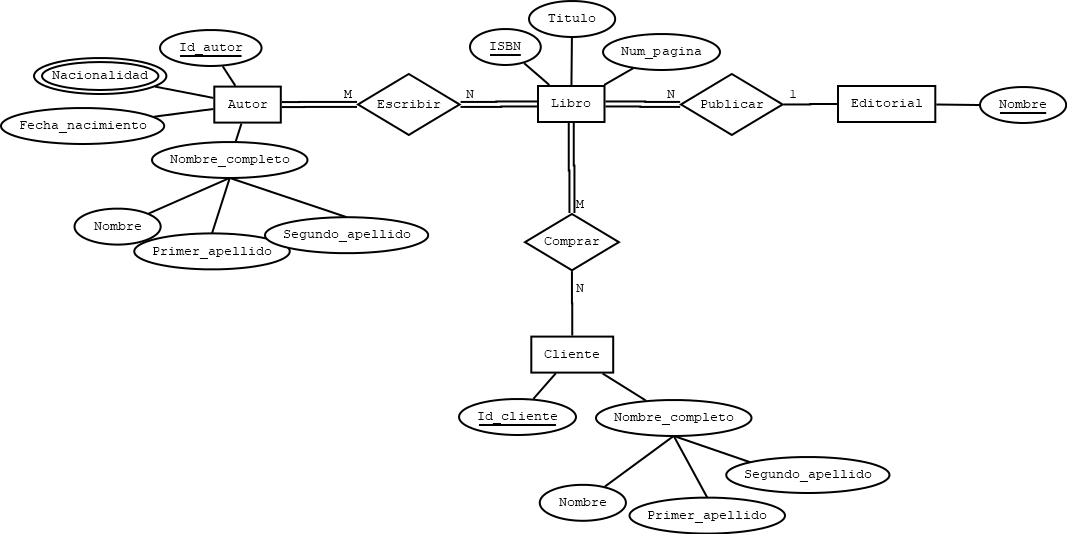 Titulo
Id_autor
ISBN
Num_pagina
Nacionalidad
Autor
M
Escribir
N
Libro
N
Publicar
1
Editorial
Nombre
Fecha_nacimiento
Nombre_completo
Nombre
Primer_apellido
Segundo_apellido
M
Comprar
N
Cliente
Id_cliente
Nombre_completo
Nombre
Primer_apellido
Segundo_apellido